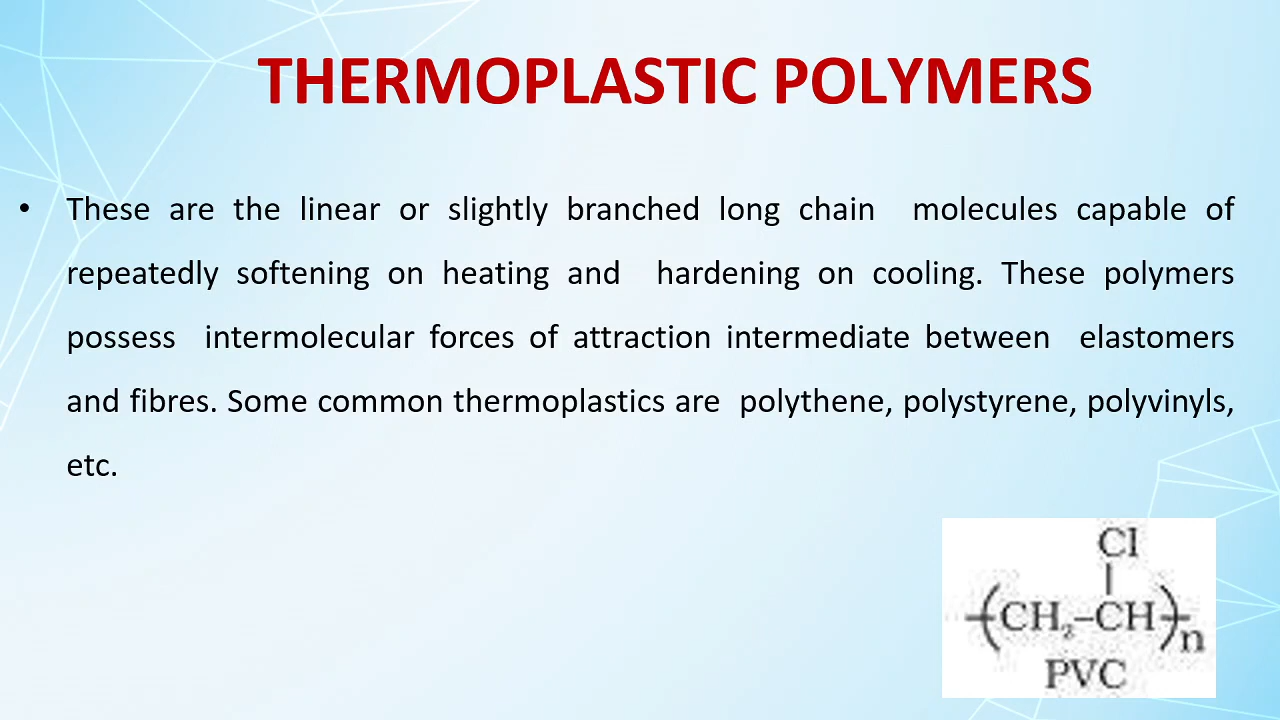 THERMOPLASTIC POLYMERS
• These are the linear or slightly branched long chain molecules capable of
repeatedly softening on heating and hardening on cooling. These polymers
possess intermolecular forces of attraction intermediate between elastomers
and fibres. Some common thermoplastics are polythene, polystyrene, polyvinyls,
etc.
Cl
(CH₂–CH)n
PVC